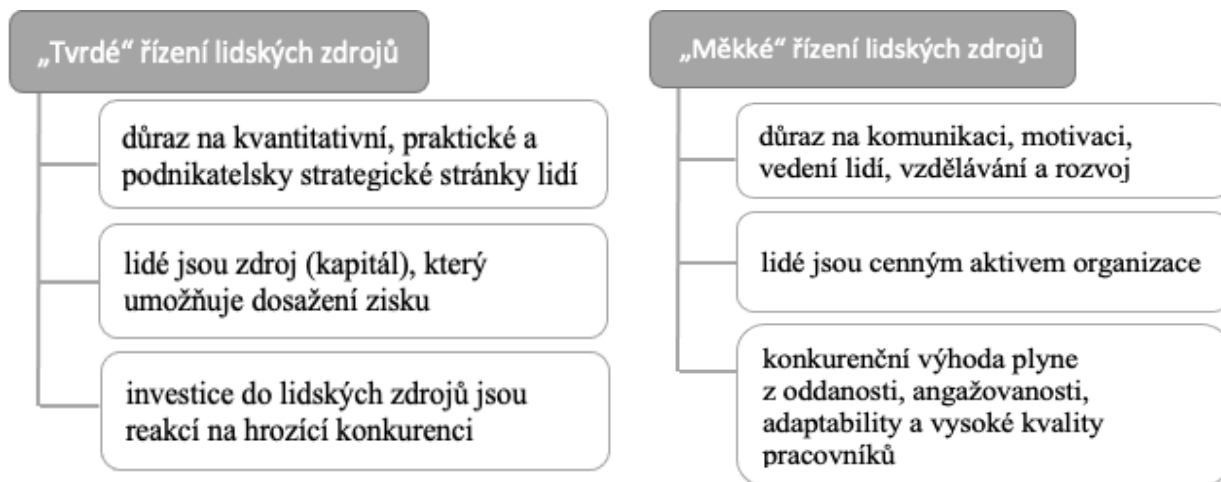 „Tvrdé“ řízení lidských zdrojů
důraz na kvantitativní, praktické a
podnikatelsky strategické stránky lidí
lidé jsou zdroj (kapitál), který
umožňuje dosažení zisku
investice do lidských zdrojů jsou
reakcí na hrozící konkurenci
„Měkké“ řízení lidských zdrojů
důraz na komunikaci, motivaci,
vedení lidí, vzdělávání a rozvoj
lidé jsou cenným aktivem organizace
konkurenční výhoda plyne
z oddanosti, angažovanosti,
adaptability a vysoké kvality
pracovníků